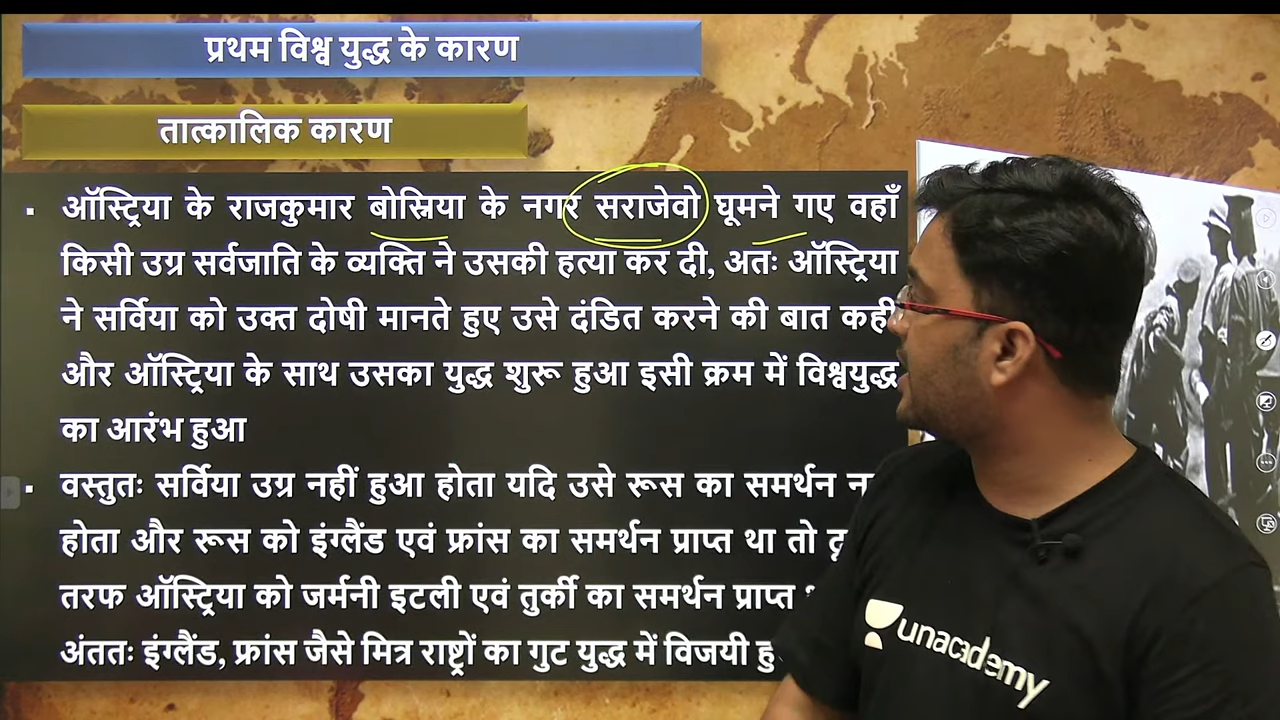 प्रथम विश्व युद्ध के कारण
तात्कालिक कारण
▪ ऑस्ट्रिया के राजकुमार बोस्निया के नगर सराजेवो घूमने गए वहाँ
किसी उग्र सर्वजाति के व्यक्ति ने उसकी हत्या कर दी, अतः ऑस्ट्रिया
ने सर्विया को उक्त दोषी मानते हुए उसे दंडित करने की बात कही
और ऑस्ट्रिया के साथ उसका युद्ध शुरू हुआ इसी क्रम में विश्वयुद्ध
का आरंभ हुआ
▪ वस्तुतः सर्विया उग्र नहीं हुआ होता यदि उसे रूस का समर्थन
होता और रूस को इंग्लैंड एवं फ्रांस का समर्थन प्राप्त था तो
तरफ ऑस्ट्रिया को जर्मनी इटली एवं तुर्की का समर्थन प्राप्त
अंततः इंग्लैंड, फ्रांस जैसे मित्र राष्ट्रों का गुट युद्ध में विजयी
unacademy